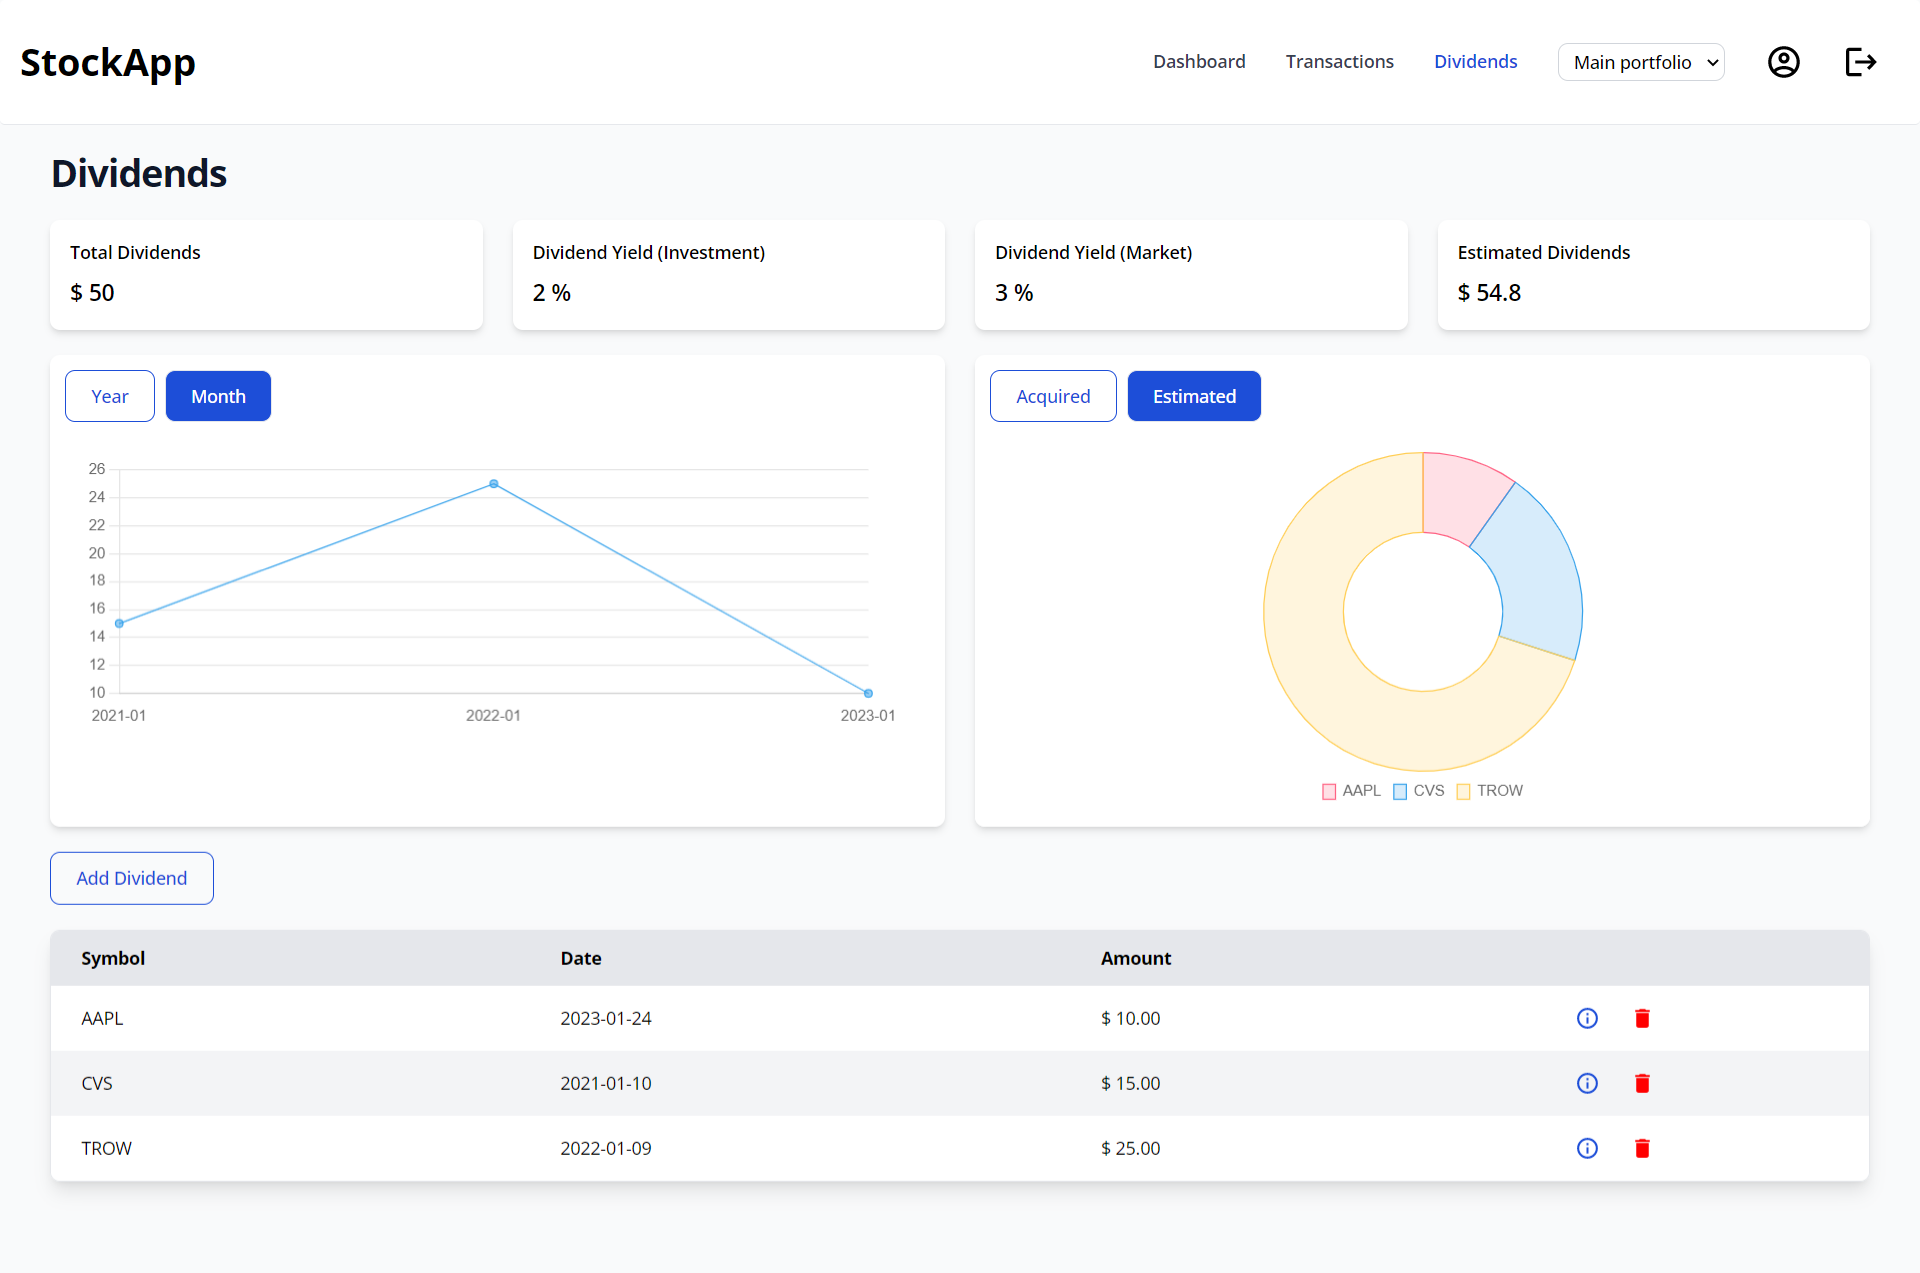 StockApp
Dashboard Transactions Dividends Main portfolio
Dividends
Total Dividends
$ 50
Dividend Yield (Investment)
2 %
Dividend Yield (Market)
3 %
Estimated Dividends
$ 54.8
Year Month
26
24
22
20
18
16
14
12
10
2021-01 2022-01 2023-01
Acquired Estimated
AAPL CVS TROW
Add Dividend
Symbol Date Amount
AAPL 2023-01-24 $ 10.00
CVS 2021-01-10 $ 15.00
TROW 2022-01-09 $ 25.00